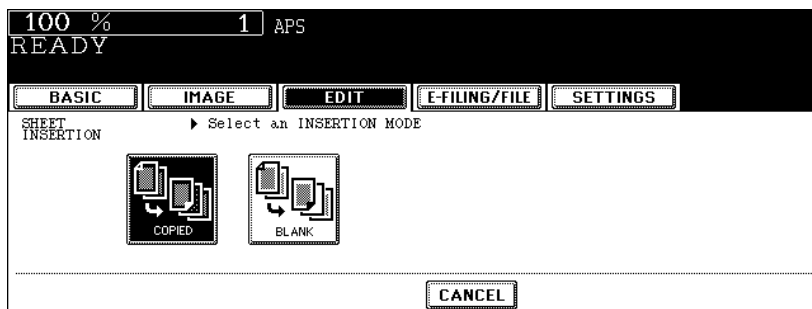 100 % 1 APS
READY
BASIC IMAGE EDIT E-FILING/FILE SETTINGS
SHEET INSERTION
▶ Select an INSERTION MODE
COPIED BLANK
CANCEL